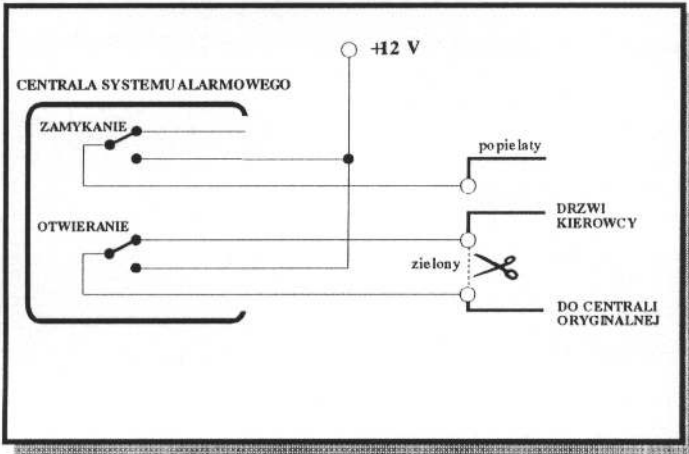 +12 V
CENTRALA SYSTEMU ALARMOWEGO
ZAMYKANIE
popielaty
DRZWI
KIEROWCY
OTWIERANIE
zielony
DO CENTRALI
ORYGINALNEJ